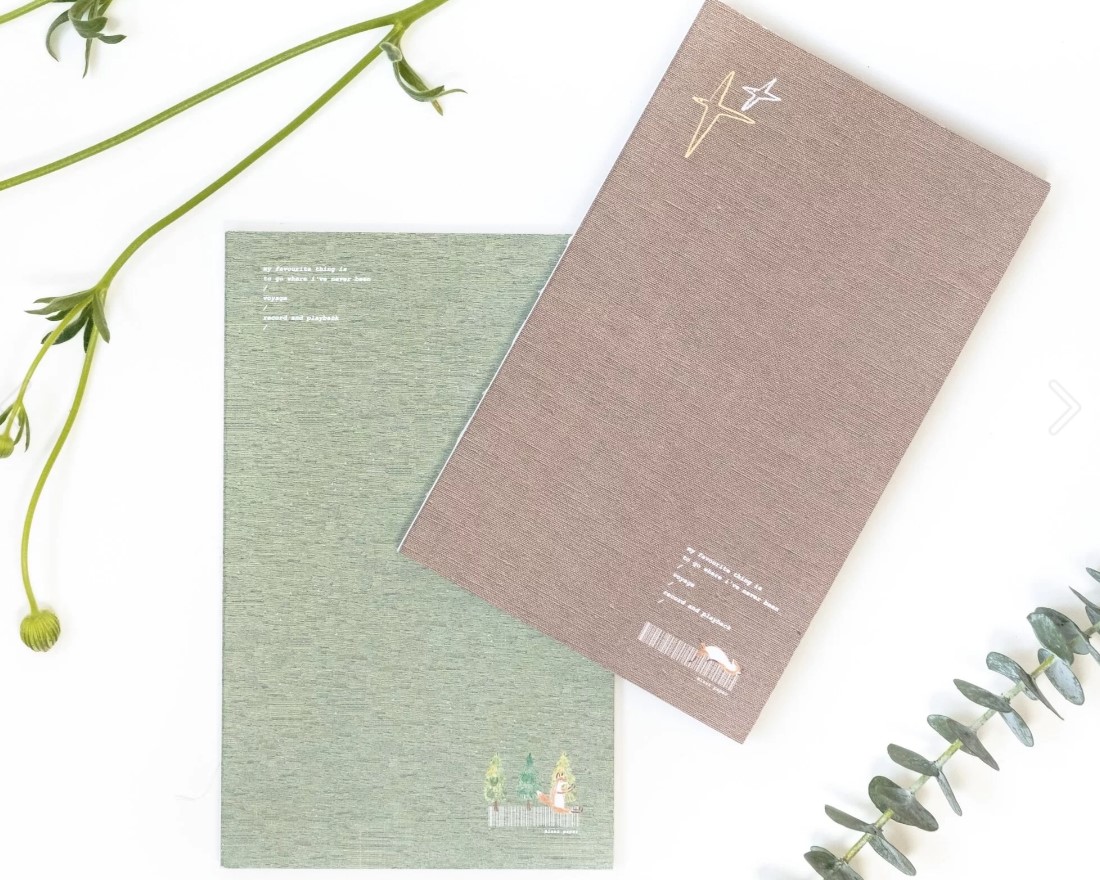 my favourite thing is
to go where i've never been
/
voyage
/
record and playback
/
my favourite thing is
to go where i've never been
/
voyage
/
record and playback
/